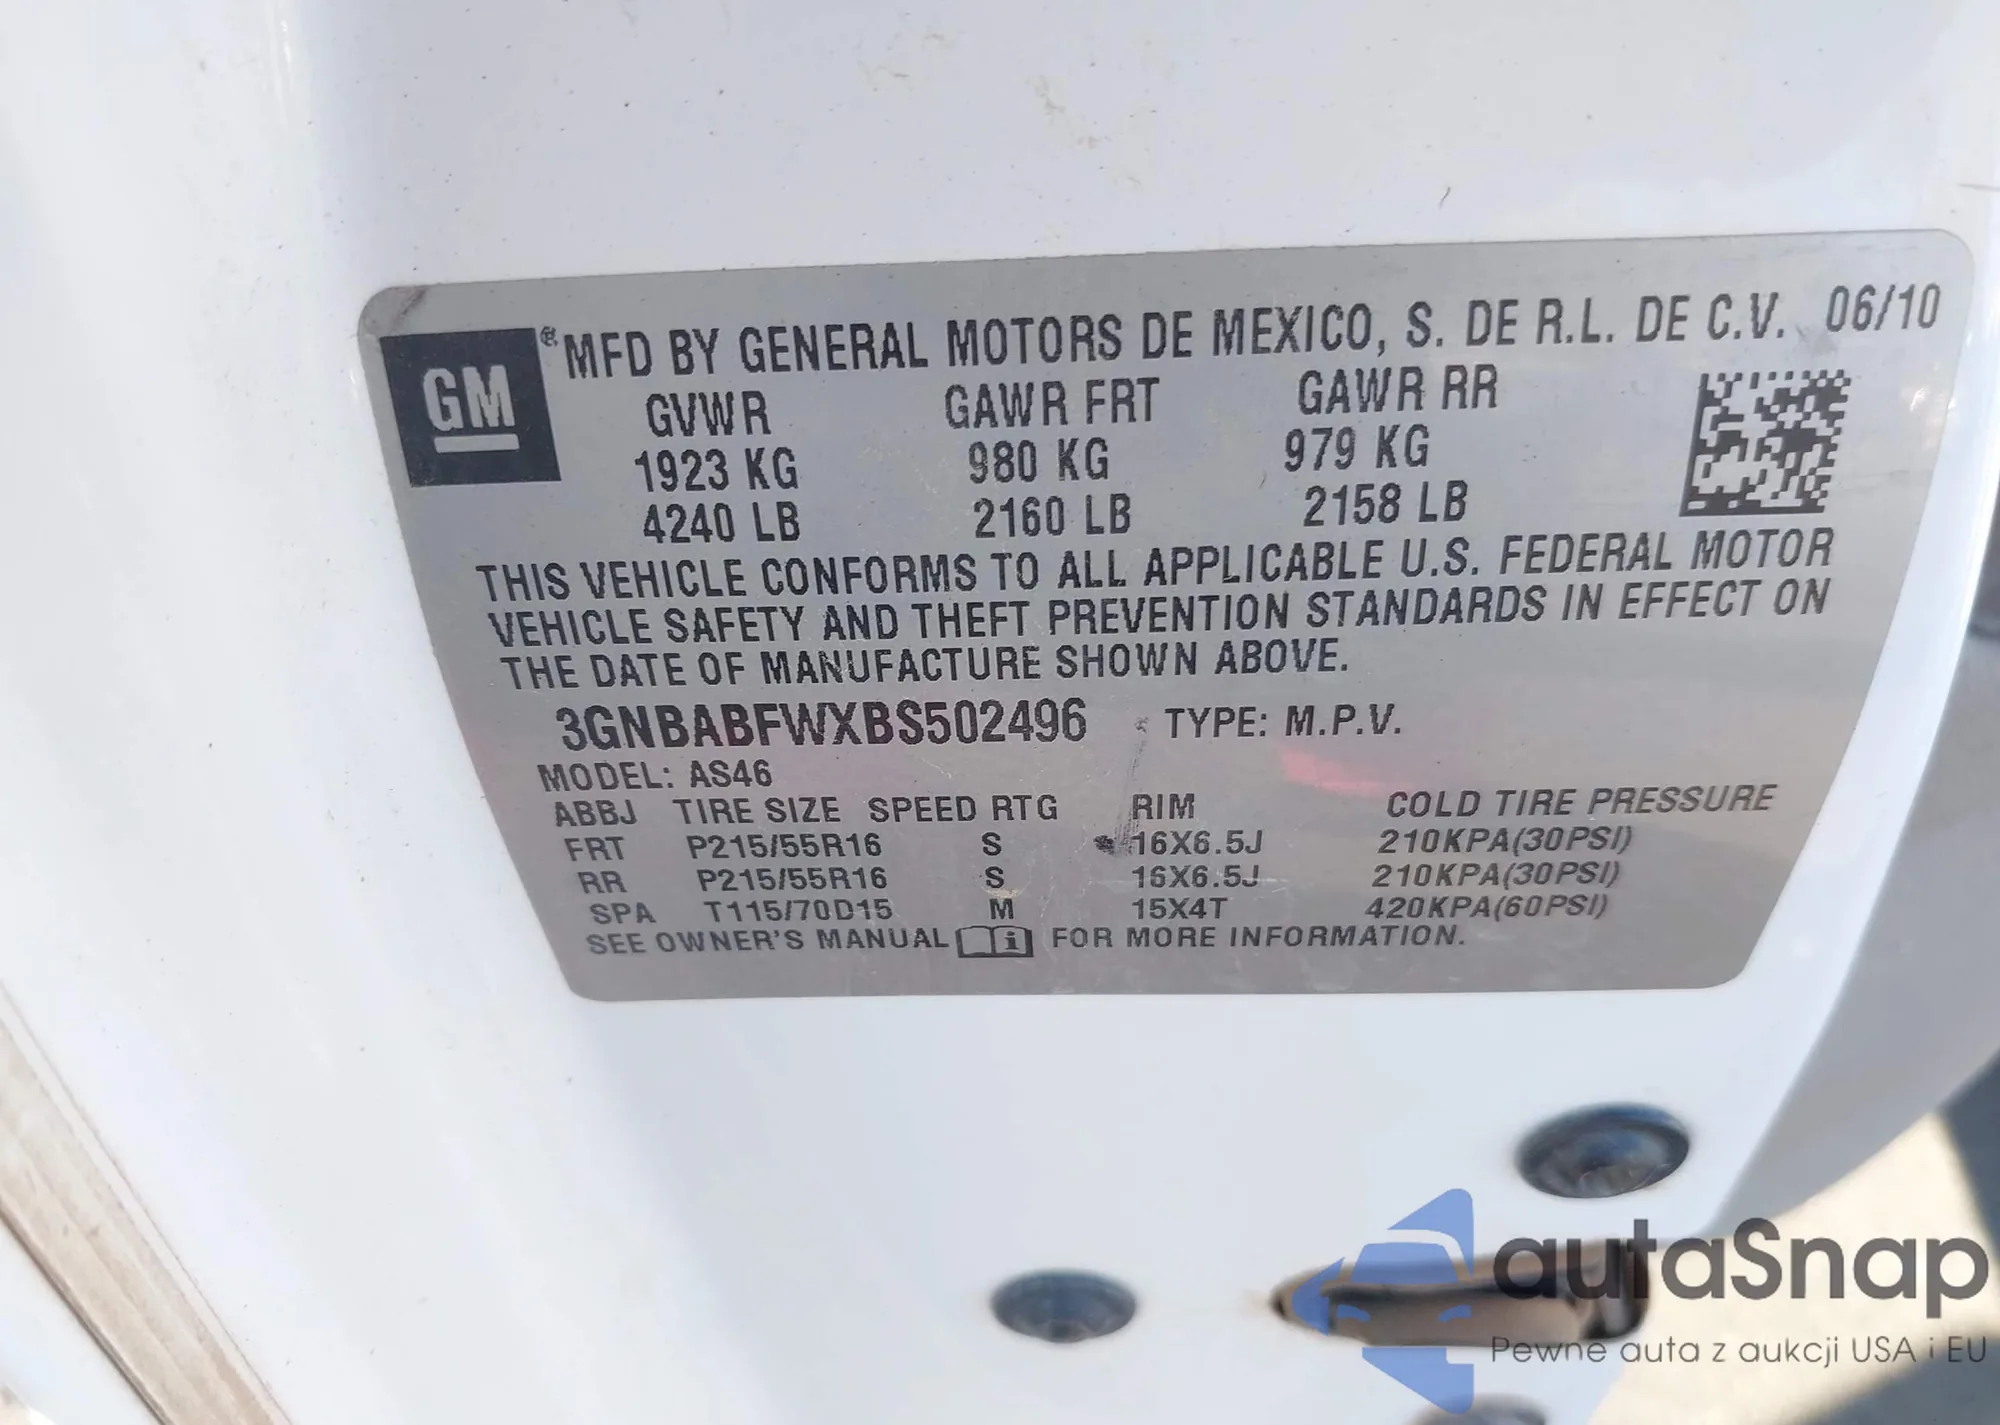 GM
® MFD BY GENERAL MOTORS DE MEXICO, S. DE R.L. DE C.V. 06/10
GVWR GAWR FRT GAWR RR
1923 KG 980 KG 979 KG
4240 LB 2160 LB 2158 LB
THIS VEHICLE CONFORMS TO ALL APPLICABLE U.S. FEDERAL MOTOR
VEHICLE SAFETY AND THEFT PREVENTION STANDARDS IN EFFECT ON
THE DATE OF MANUFACTURE SHOWN ABOVE.
3GNBABFWXBS502496 TYPE: M.P.V.
MODEL: AS46
ABBJ TIRE SIZE SPEED RTG RIM COLD TIRE PRESSURE
FRT P215/55R16 S 16X6.5J 210KPA(30PSI)
RR P215/55R16 S 16X6.5J 210KPA(30PSI)
SPA T115/70D15 M 15X4T 420KPA(60PSI)
SEE OWNER'S MANUAL i FOR MORE INFORMATION.
autaSnap
Pewne auta z aukcji USA i EU